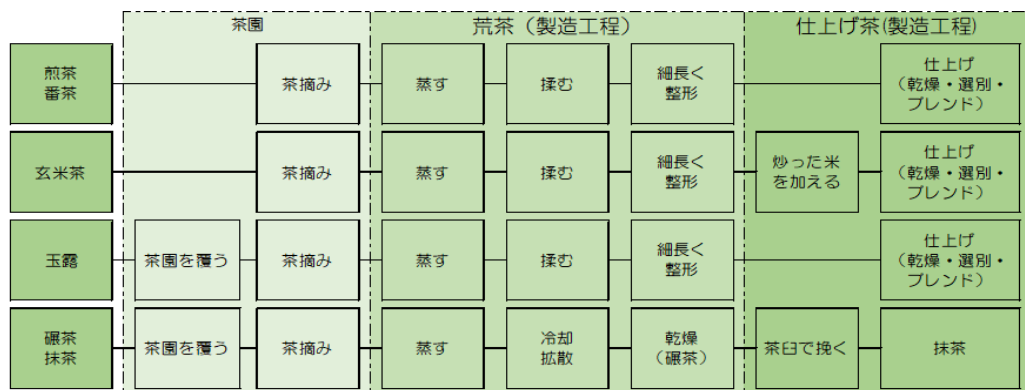 茶園
荒茶（製造工程）
仕上げ茶(製造工程)
煎茶
番茶
茶摘み
蒸す
揉む
細長く
整形
仕上げ
（乾燥・選別・
ブレンド）
玄米茶
茶摘み
蒸す
揉む
細長く
整形
炒った米
を加える
仕上げ
（乾燥・選別・
ブレンド）
玉露
茶園を覆う
茶摘み
蒸す
揉む
細長く
整形
仕上げ
（乾燥・選別・
ブレンド）
碾茶
抹茶
茶園を覆う
茶摘み
蒸す
冷却
拡散
乾燥
（碾茶）
茶臼で挽く
抹茶